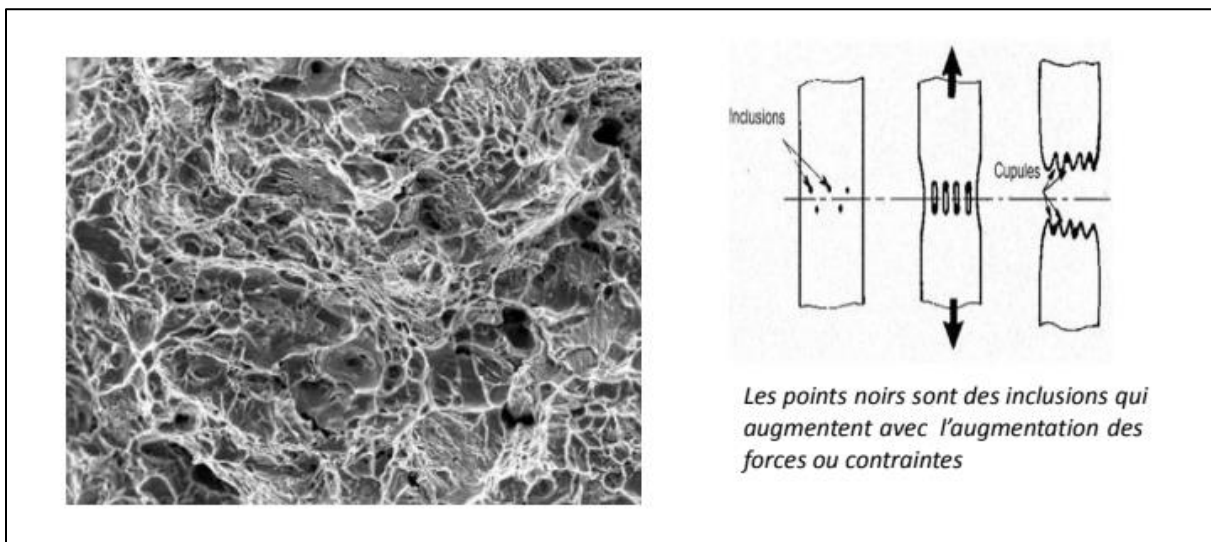 Inclusions
Cupules
Les points noirs sont des inclusions qui
augmentent avec l'augmentation des
forces ou contraintes